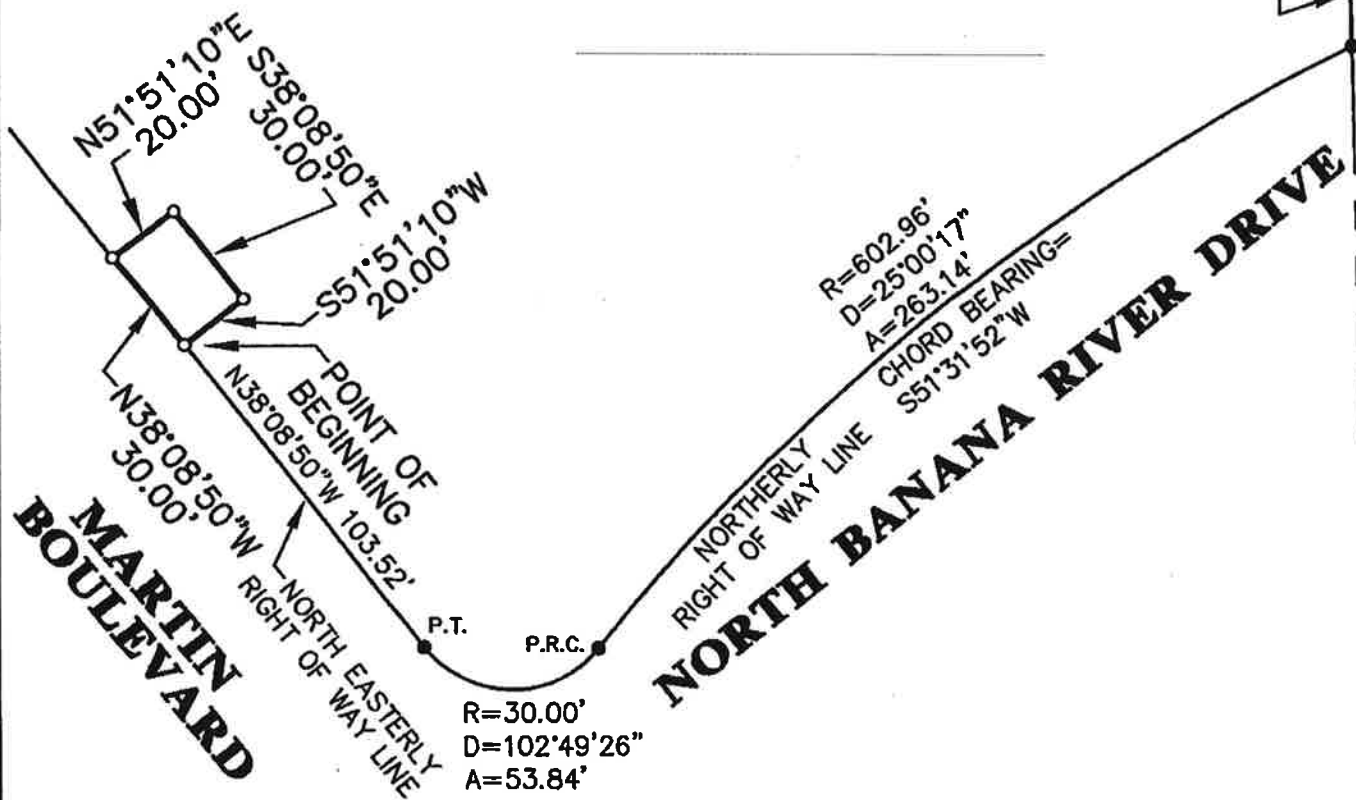 N51°51'10"E
20.00'
S38°08'50"E
30.00'
S51°51'10"W
20.00'
POINT OF
BEGINNING
N38°08'50"W 103.52'
N38°08'50"W
30.00'
NORTH EASTERLY
RIGHT OF WAY LINE
MARTIN
BOULEVARD
P.T.
P.R.C.
R=30.00'
D=102°49'26"
A=53.84'
R=602.96'
D=25°00'17"
A=263.14'
CHORD BEARING=
S51°31'52"W
NORTHERLY
RIGHT OF WAY LINE
NORTH BANANA RIVER DRIVE